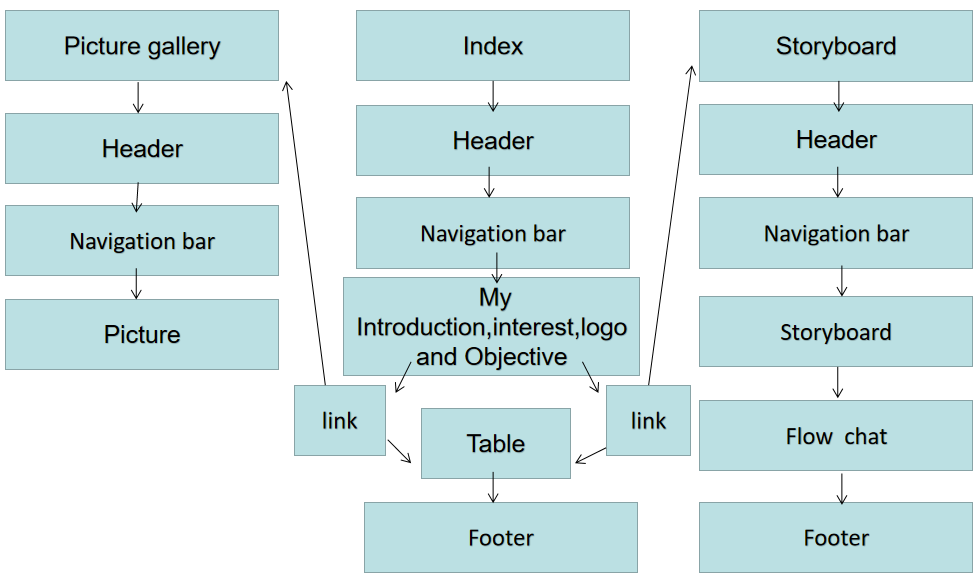 Picture gallery
Header
Navigation bar
Picture
Index
Header
Navigation bar
My
Introduction,interest,logo
and Objective
link
link
Table
Footer
Storyboard
Header
Navigation bar
Storyboard
Flow chat
Footer